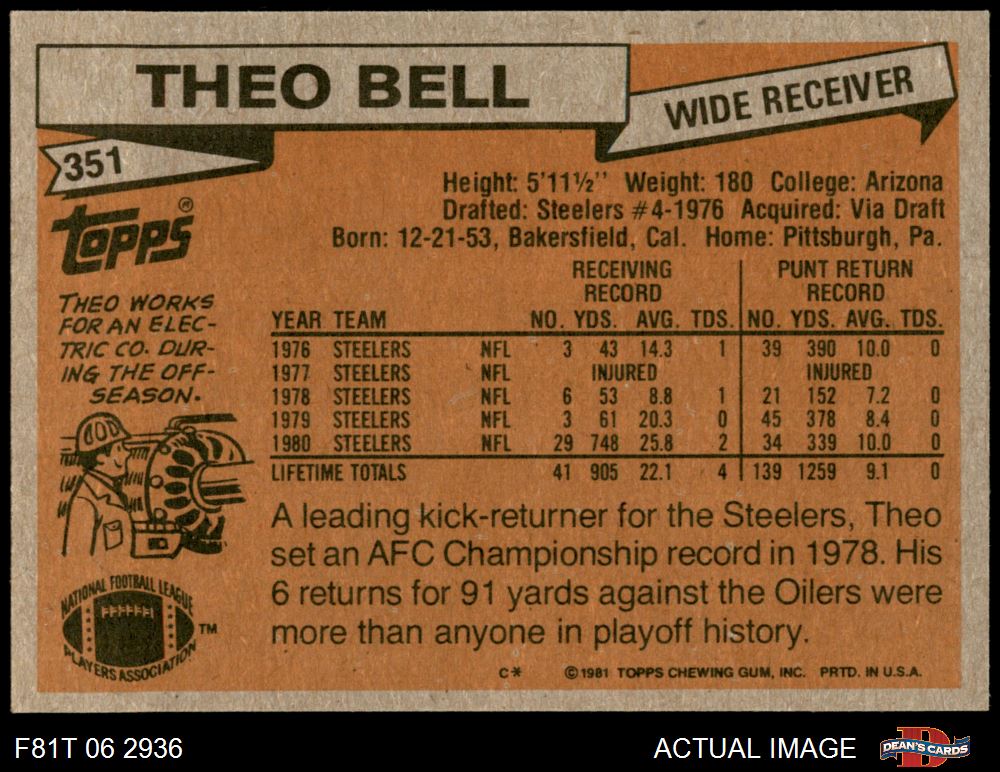 THEO BELL
WIDE RECEIVER
351
Topps®
Height: 5'11½" Weight: 180 College: Arizona
Drafted: Steelers #4-1976 Acquired: Via Draft
Born: 12-21-53, Bakersfield, Cal. Home: Pittsburgh, Pa.
THEO WORKS
FOR AN ELEC-
TRIC CO. DUR-
ING THE OFF-
SEASON.
RECEIVING PUNT RETURN
RECORD RECORD
YEAR TEAM NO. YDS. AVG. TDS. NO. YDS. AVG. TDS.
1976 STEELERS NFL 3 43 14.3 1 39 390 10.0 0
1977 STEELERS NFL INJURED INJURED
1978 STEELERS NFL 6 53 8.8 1 21 152 7.2 0
1979 STEELERS NFL 3 61 20.3 0 45 378 8.4 0
1980 STEELERS NFL 29 748 25.8 2 34 339 10.0 0
LIFETIME TOTALS 41 905 22.1 4 139 1259 9.1 0
A leading kick-returner for the Steelers, Theo
set an AFC Championship record in 1978. His
6 returns for 91 yards against the Oilers were
more than anyone in playoff history.
NATIONAL FOOTBALL LEAGUE
PLAYERS ASSOCIATION
TM
C* ©1981 TOPPS CHEWING GUM, INC. PRTD. IN U.S.A.
F81T 06 2936
ACTUAL IMAGE
D
DEAN'S CARDS